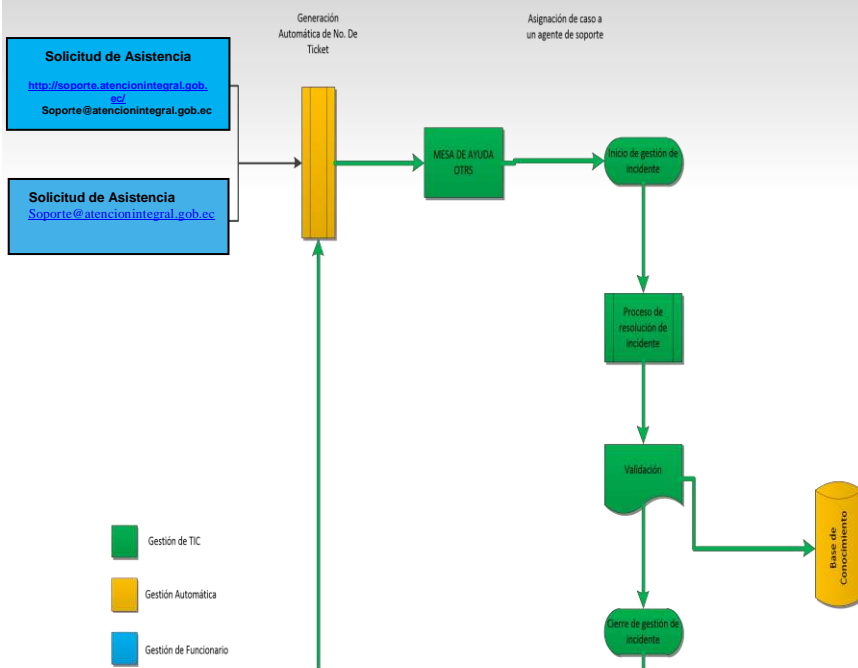 Generación
Automática de No. De
Ticket
Asignación de caso a
un agente de soporte
Solicitud de Asistencia
http://soporte.atencionintegral.gob.
ec/
Soporte@atencionintegral.gob.ec
Solicitud de Asistencia
Soporte@atencionintegral.gob.ec
MESA DE AYUDA
OTRS
Inicio de gestión de
incidente
Proceso de
resolución de
incidente
Validación
Base de
Conocimiento
Cierre de gestión de
incidente
Gestión de TIC
Gestión Automática
Gestión de Funcionario